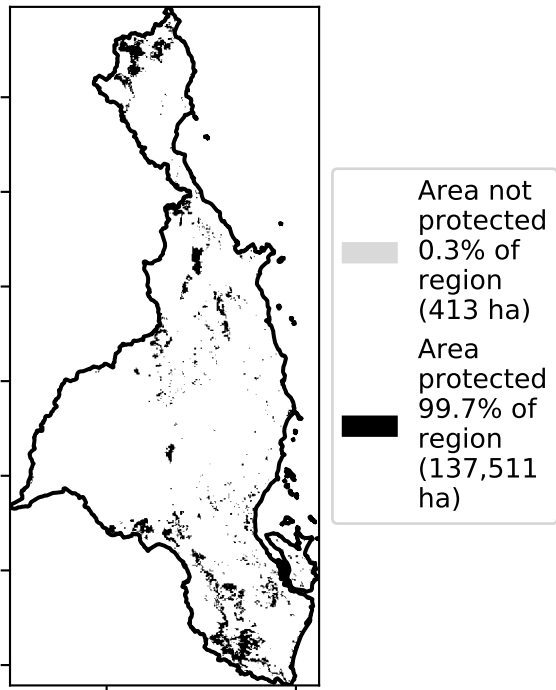 Area not
protected
0.3% of
region
(413 ha)
Area
protected
99.7% of
region
(137,511
ha)